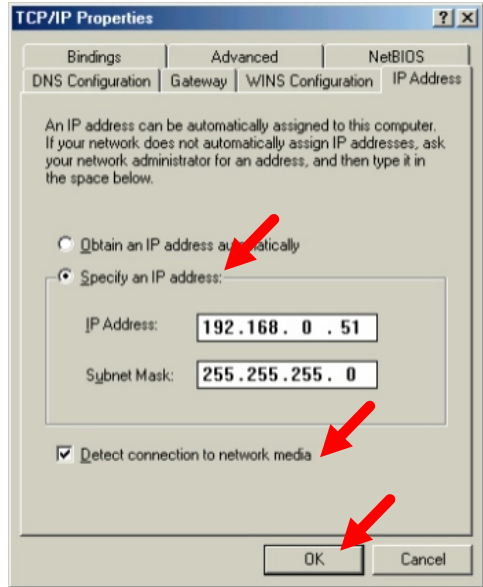 TCP/IP Properties
? ×
Bindings Advanced NetBIOS
DNS Configuration Gateway WINS Configuration IP Address
An IP address can be automatically assigned to this computer.
If your network does not automatically assign IP addresses, ask
your network administrator for an address, and then type it in
the space below.
Obtain an IP address automatically
Specify an IP address:
IP Address: 192.168. 0 . 51
Subnet Mask: 255.255.255. 0
Detect connection to network media
OK Cancel